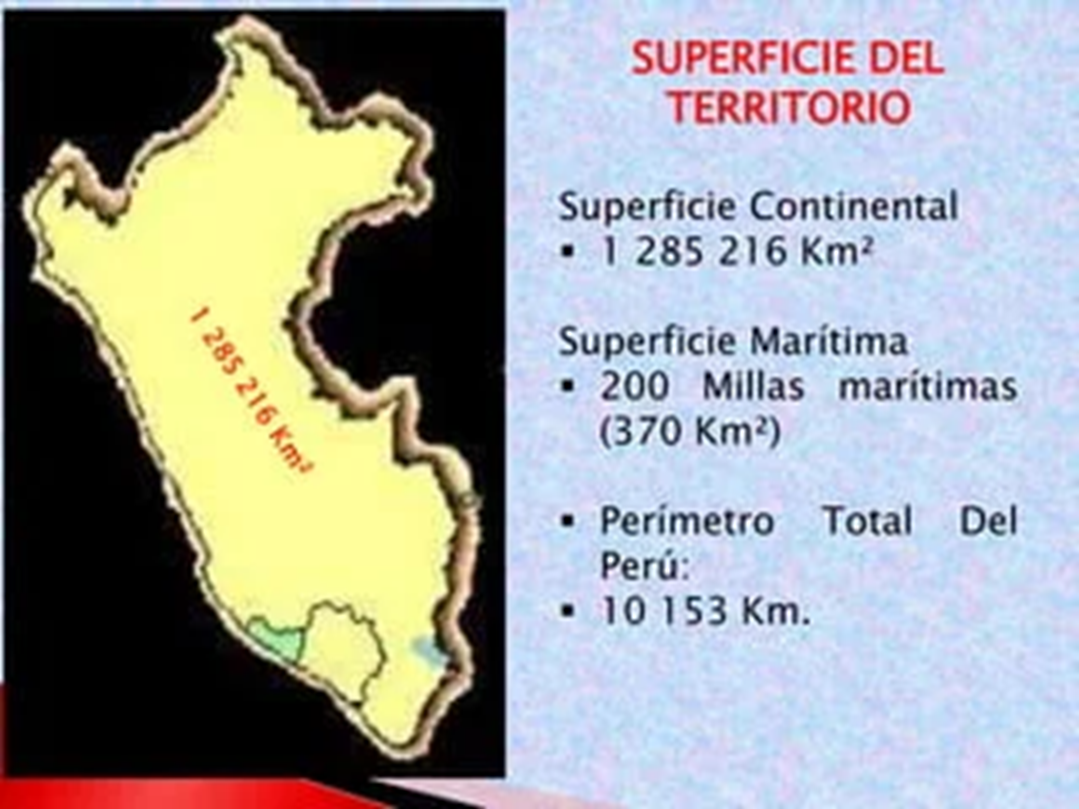 SUPERFICIE DEL
TERRITORIO
Superficie Continental
▪ 1 285 216 Km²
Superficie Marítima
▪ 200 Millas marítimas
(370 Km²)
▪ Perímetro Total Del
Perú:
▪ 10 153 Km.
1 285 216 Km²